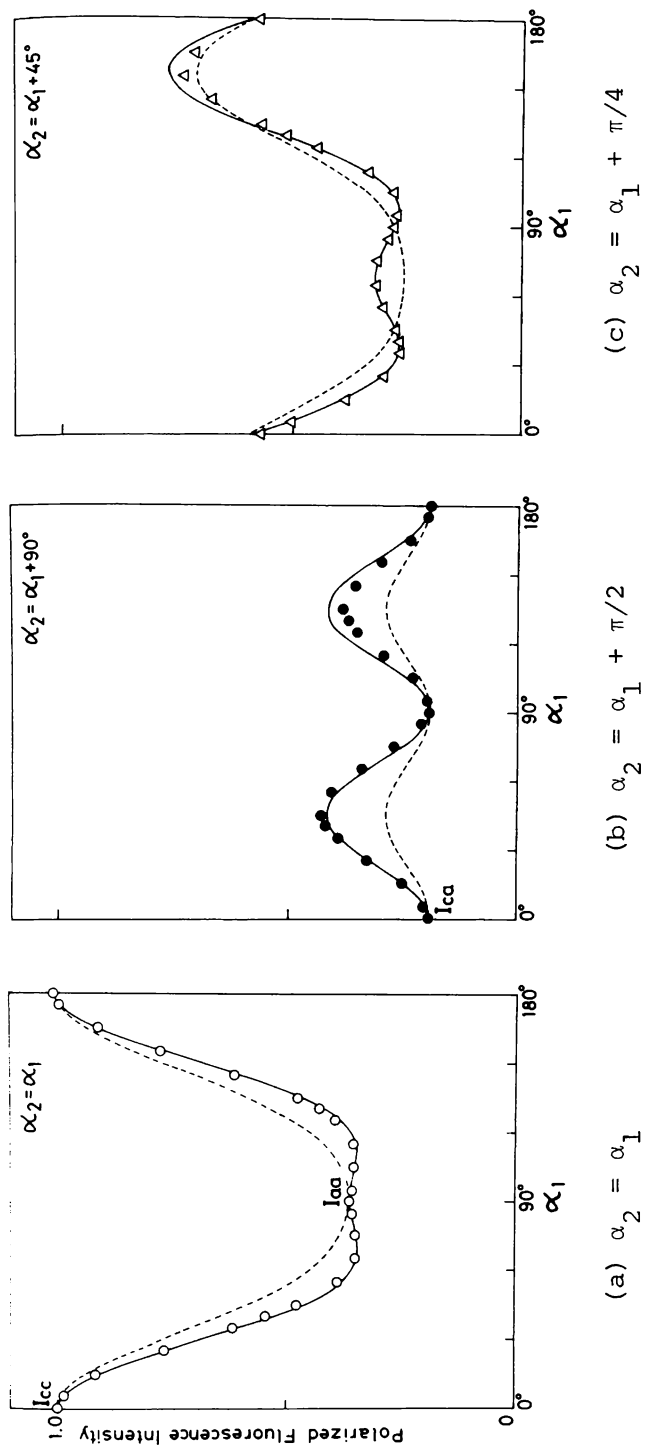 Polarized Fluorescence Intensity
1.0
0
Icc
Iaa
α₂ = α₁
0°
90°
180°
α₁
(a) α₂ = α₁
α₂ = α₁+90°
Ica
0°
90°
180°
α₁
(b) α₂ = α₁ + π/2
α₂ = α₁+45°
0°
90°
180°
α₁
(c) α₂ = α₁ + π/4